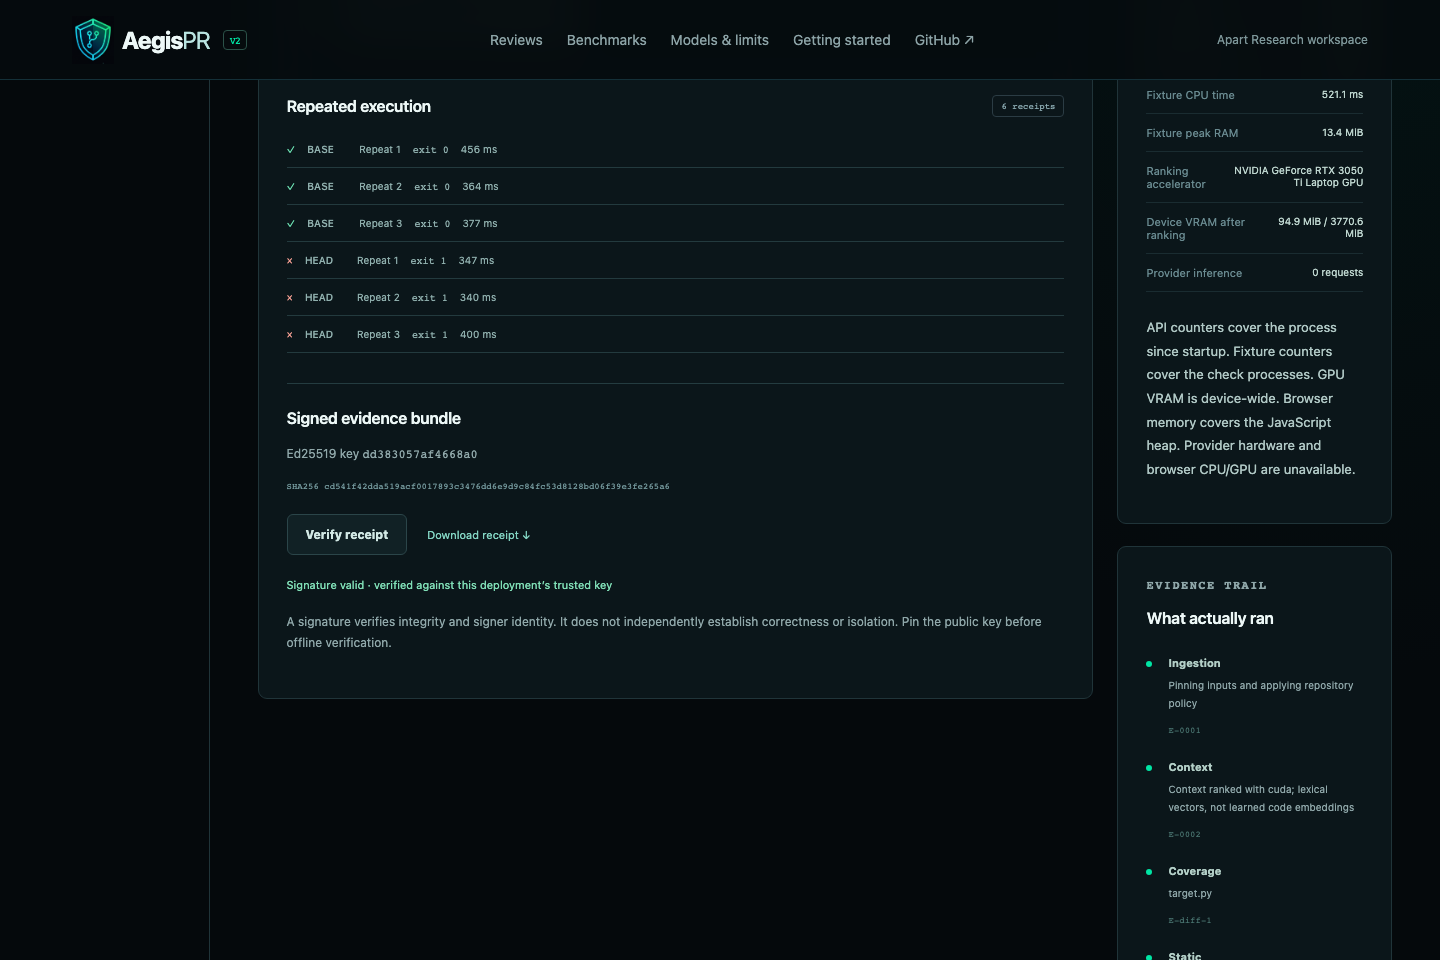 AegisPR V2
Reviews Benchmarks Models & limits Getting started GitHub ↗
Apart Research workspace
Repeated execution
6 receipts
✓ BASE Repeat 1 exit 0 456 ms
✓ BASE Repeat 2 exit 0 364 ms
✓ BASE Repeat 3 exit 0 377 ms
× HEAD Repeat 1 exit 1 347 ms
× HEAD Repeat 2 exit 1 340 ms
× HEAD Repeat 3 exit 1 400 ms
Signed evidence bundle
Ed25519 key dd383057af4668a0
SHA256 cd541f42dda519acf0017893c3476dd6e9d9c84fc53d8128bd06f39e3fe265a6
Verify receipt
Download receipt ↓
Signature valid · verified against this deployment's trusted key
A signature verifies integrity and signer identity. It does not independently establish correctness or isolation. Pin the public key before
offline verification.
Fixture CPU time 521.1 ms
Fixture peak RAM 13.4 MiB
Ranking NVIDIA GeForce RTX 3050
accelerator Ti Laptop GPU
Device VRAM after 94.9 MiB / 3770.6
ranking MiB
Provider inference 0 requests
API counters cover the process
since startup. Fixture counters
cover the check processes. GPU
VRAM is device-wide. Browser
memory covers the JavaScript
heap. Provider hardware and
browser CPU/GPU are unavailable.
EVIDENCE TRAIL
What actually ran
Ingestion
Pinning inputs and applying repository
policy
E-0001
Context
Context ranked with cuda; lexical
vectors, not learned code embeddings
E-0002
Coverage
target.py
E-diff-1
Static